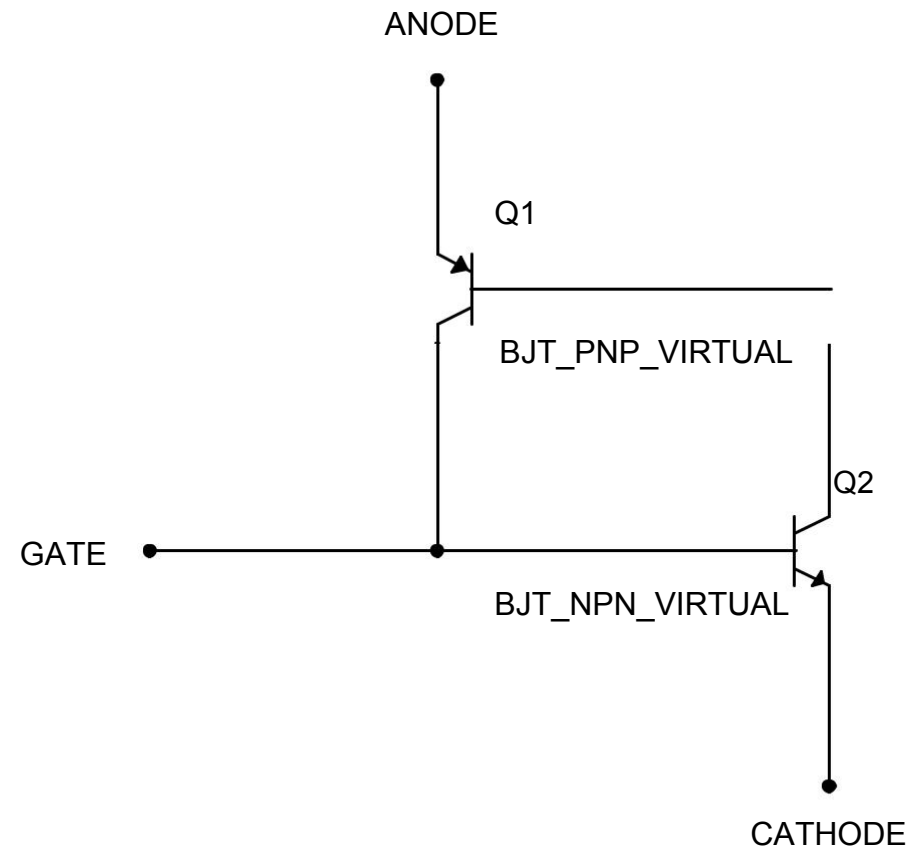 ANODE
Q1
BJT_PNP_VIRTUAL
Q2
GATE
BJT_NPN_VIRTUAL
CATHODE